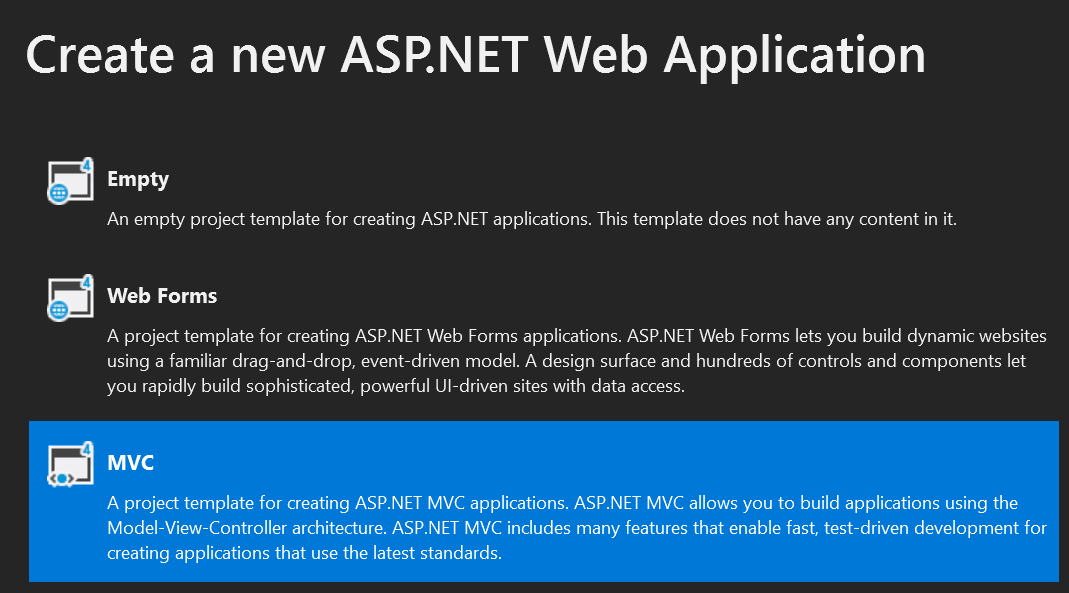 Create a new ASP.NET Web Application
4
Empty
An empty project template for creating ASP.NET applications. This template does not have any content in it.
4
Web Forms
A project template for creating ASP.NET Web Forms applications. ASP.NET Web Forms lets you build dynamic websites
using a familiar drag-and-drop, event-driven model. A design surface and hundreds of controls and components let
you rapidly build sophisticated, powerful UI-driven sites with data access.
4
MVC
A project template for creating ASP.NET MVC applications. ASP.NET MVC allows you to build applications using the
Model-View-Controller architecture. ASP.NET MVC includes many features that enable fast, test-driven development for
creating applications that use the latest standards.